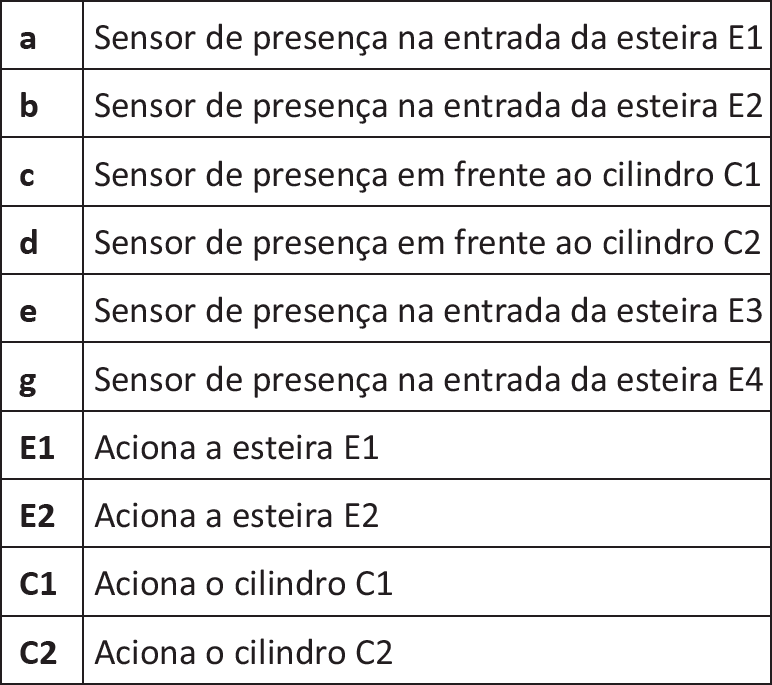 a Sensor de presença na entrada da esteira E1
b Sensor de presença na entrada da esteira E2
c Sensor de presença em frente ao cilindro C1
d Sensor de presença em frente ao cilindro C2
e Sensor de presença na entrada da esteira E3
g Sensor de presença na entrada da esteira E4
E1 Aciona a esteira E1
E2 Aciona a esteira E2
C1 Aciona o cilindro C1
C2 Aciona o cilindro C2